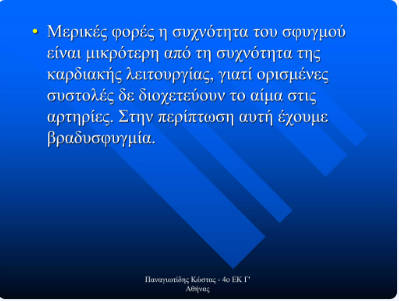 • Μερικές φορές η συχνότητα του σφυγμού
είναι μικρότερη από τη συχνότητα της
καρδιακής λειτουργίας, γιατί ορισμένες
συστολές δε διοχετεύουν το αίμα στις
αρτηρίες. Στην περίπτωση αυτή έχουμε
βραδυσφυγμία.
Παναγιωτίδης Κώστας - 4ο ΕΚ Γ'
Αθήνας